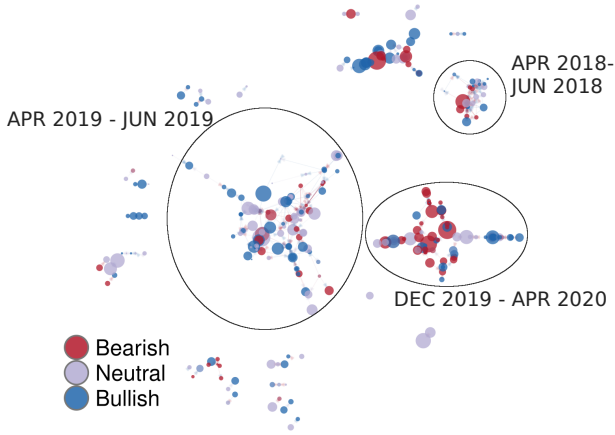 APR 2018-
JUN 2018
APR 2019 - JUN 2019
DEC 2019 - APR 2020
Bearish
Neutral
Bullish